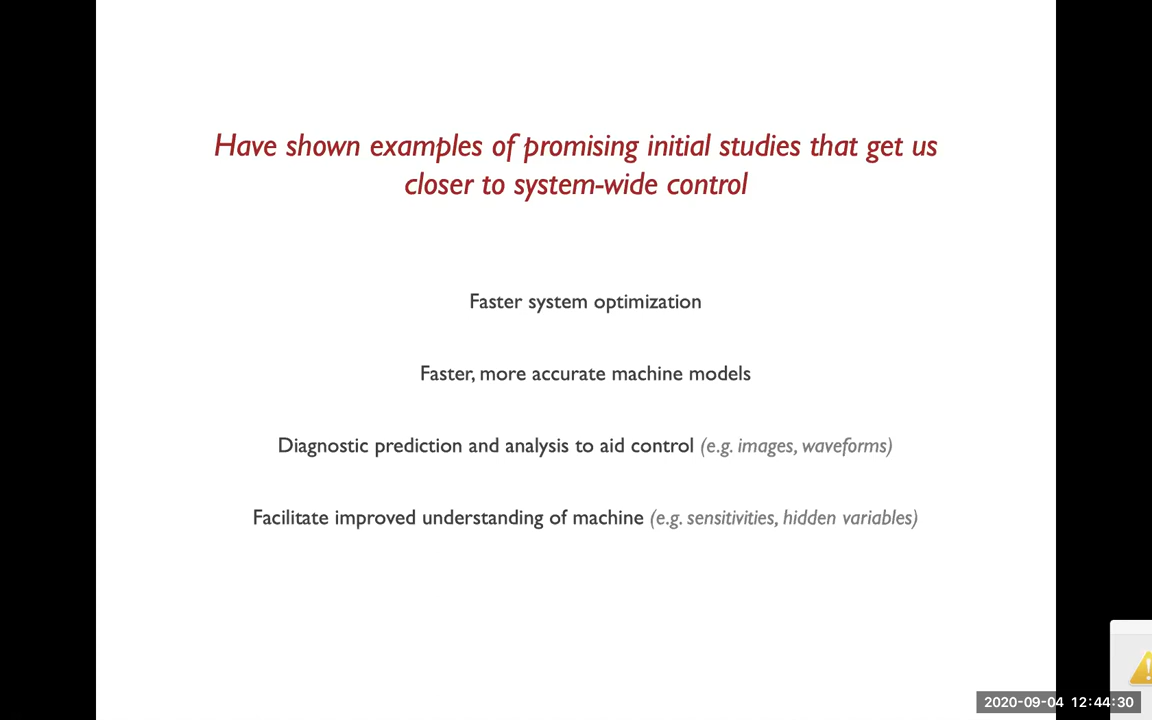 Have shown examples of promising initial studies that get us
closer to system-wide control
Faster system optimization
Faster, more accurate machine models
Diagnostic prediction and analysis to aid control (e.g. images, waveforms)
Facilitate improved understanding of machine (e.g. sensitivities, hidden variables)
2020-09-04 12:44:30